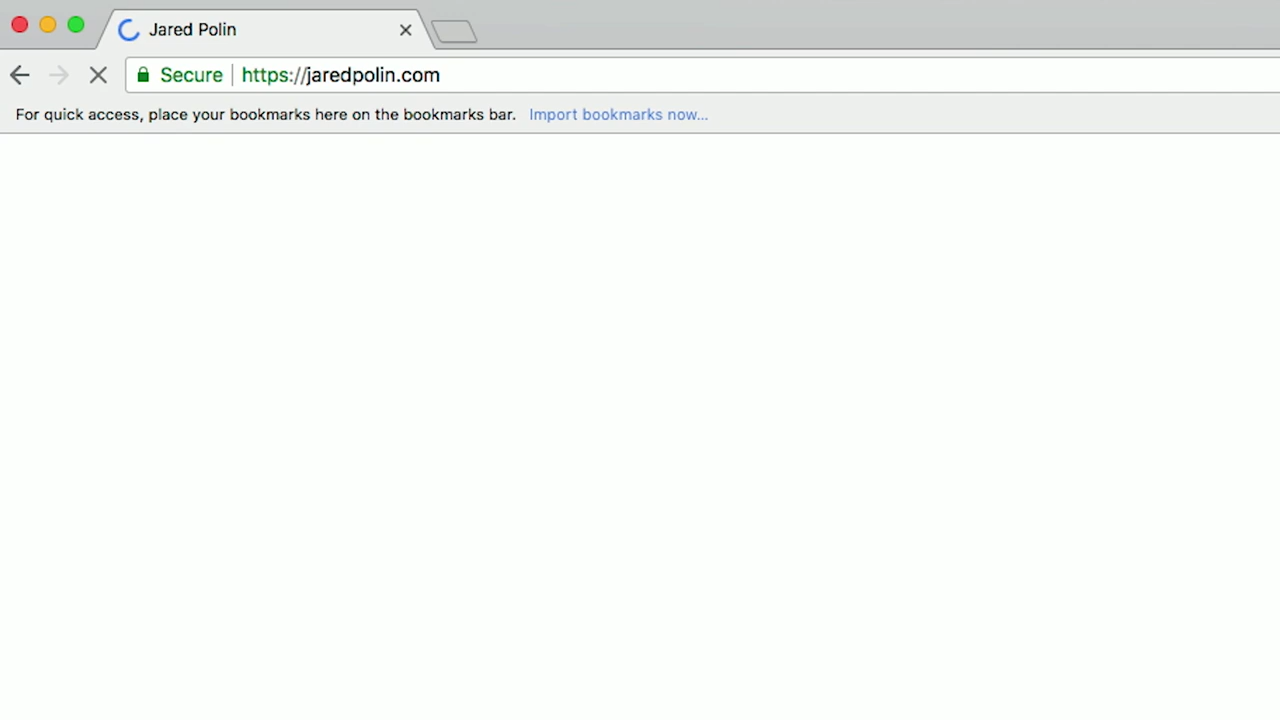 Jared Polin
Secure https://jaredpolin.com
For quick access, place your bookmarks here on the bookmarks bar. Import bookmarks now...